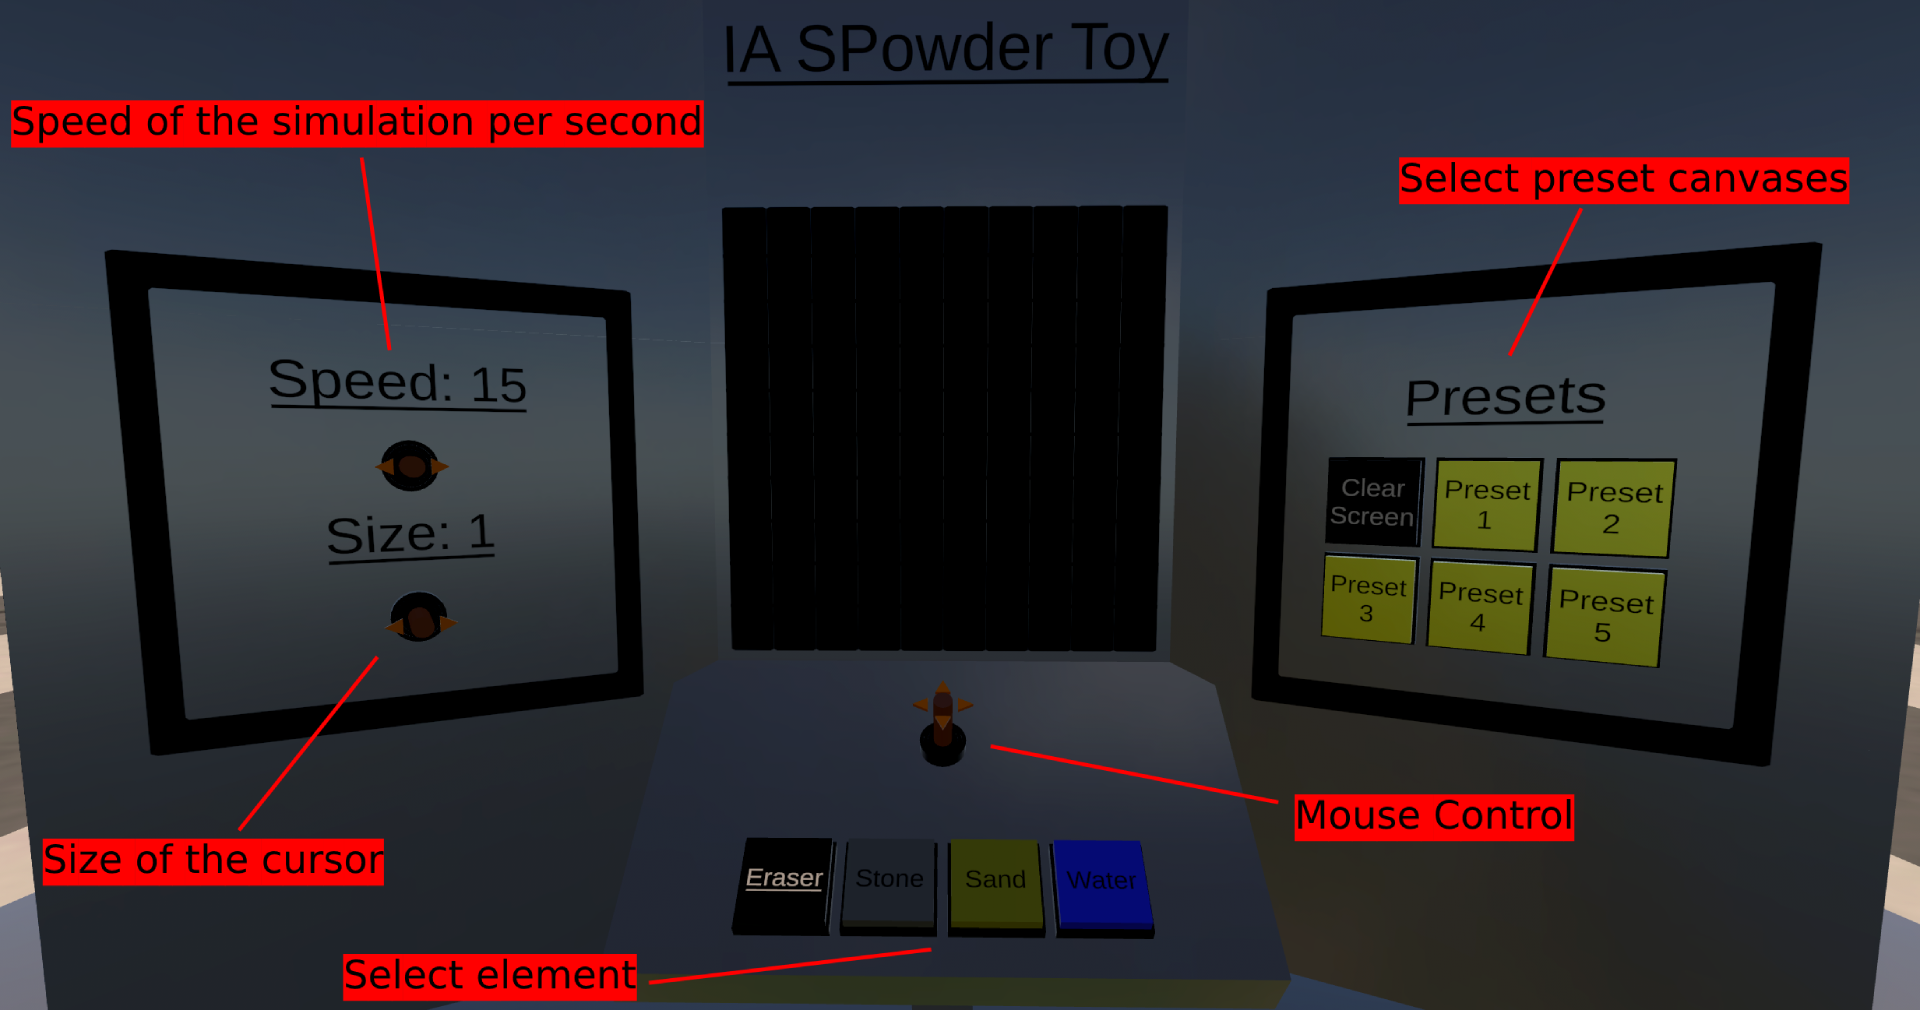 IA SPowder Toy
Speed of the simulation per second
Select preset canvases
Speed: 15
Size: 1
Presets
Clear
Screen
Preset
1
Preset
2
Preset
3
Preset
4
Preset
5
Mouse Control
Size of the cursor
Eraser
Stone
Sand
Water
Select element